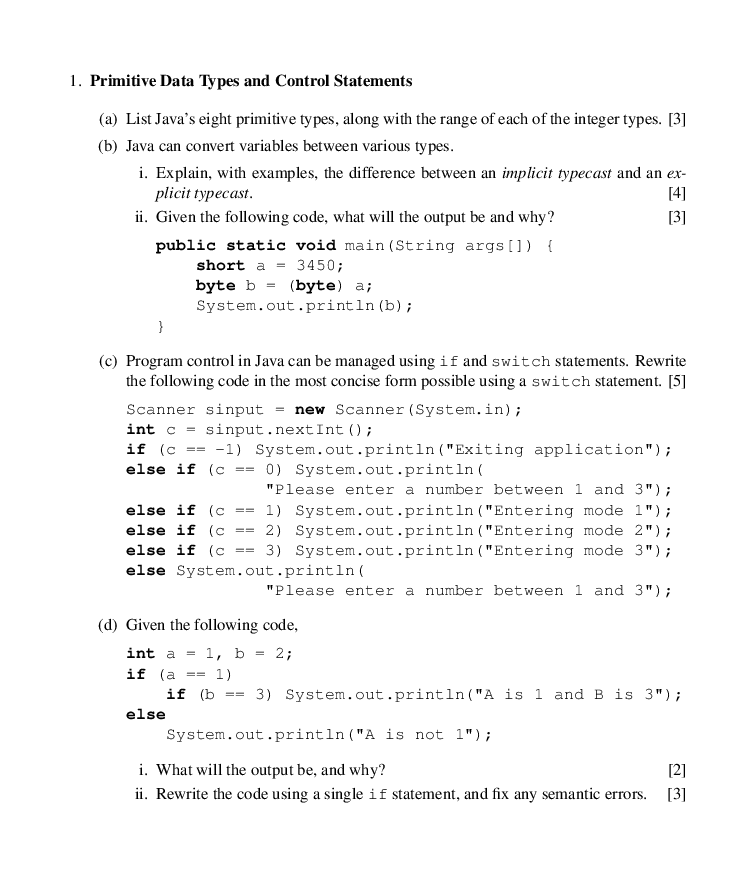 1. Primitive Data Types and Control Statements
(a) List Java's eight primitive types, along with the range of each of the integer types. [3]
(b) Java can convert variables between various types.
i. Explain, with examples, the difference between an implicit typecast and an ex-
plicit typecast. [4]
ii. Given the following code, what will the output be and why? [3]
public static void main(String args[]) {
short a = 3450;
byte b = (byte) a;
System.out.println(b);
}
(c) Program control in Java can be managed using if and switch statements. Rewrite
the following code in the most concise form possible using a switch statement. [5]
Scanner sinput = new Scanner(System.in);
int c = sinput.nextInt();
if (c == -1) System.out.println("Exiting application");
else if (c == 0) System.out.println(
"Please enter a number between 1 and 3");
else if (c == 1) System.out.println("Entering mode 1");
else if (c == 2) System.out.println("Entering mode 2");
else if (c == 3) System.out.println("Entering mode 3");
else System.out.println(
"Please enter a number between 1 and 3");
(d) Given the following code,
int a = 1, b = 2;
if (a == 1)
if (b == 3) System.out.println("A is 1 and B is 3");
else
System.out.println("A is not 1");
i. What will the output be, and why? [2]
ii. Rewrite the code using a single if statement, and fix any semantic errors. [3]